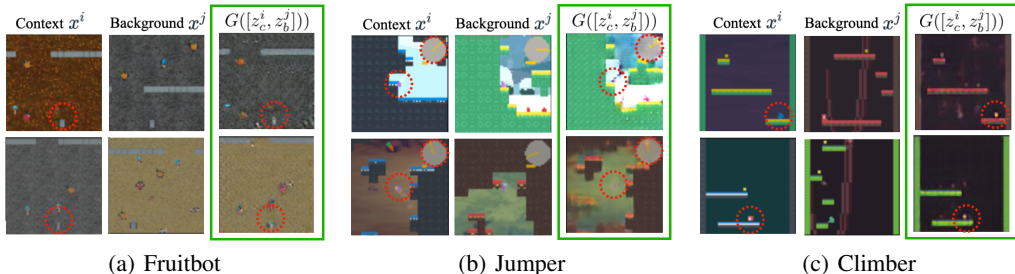 Context $x^i$ Background $x^j$ $G([z_c^i, z_b^j]))$ Context $x^i$ Background $x^j$ $G([z_c^i, z_b^j]))$ Context $x^i$ Background $x^j$ $G([z_c^i, z_b^j]))$
(a) Fruitbot (b) Jumper (c) Climber